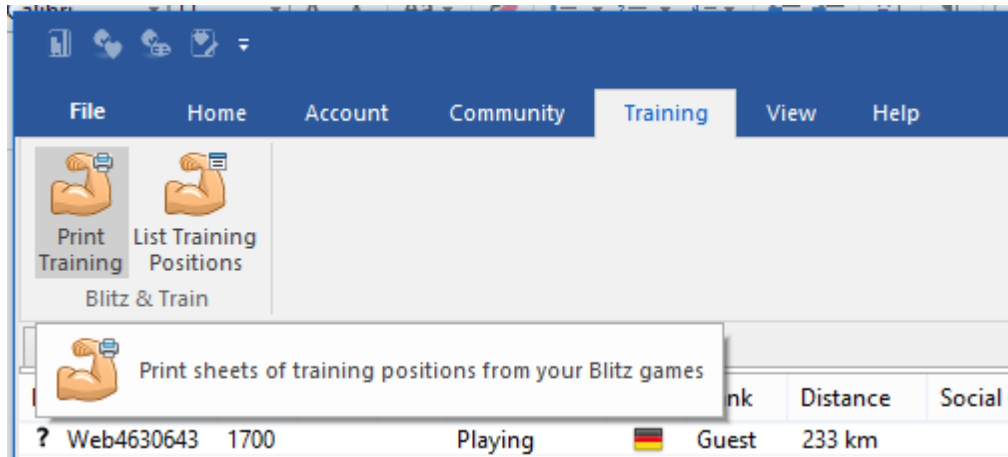 File Home Account Community Training View Help
Print Training
List Training Positions
Blitz & Train
Print sheets of training positions from your Blitz games
Distance Social
? Web4630643 1700 Playing Guest 233 km